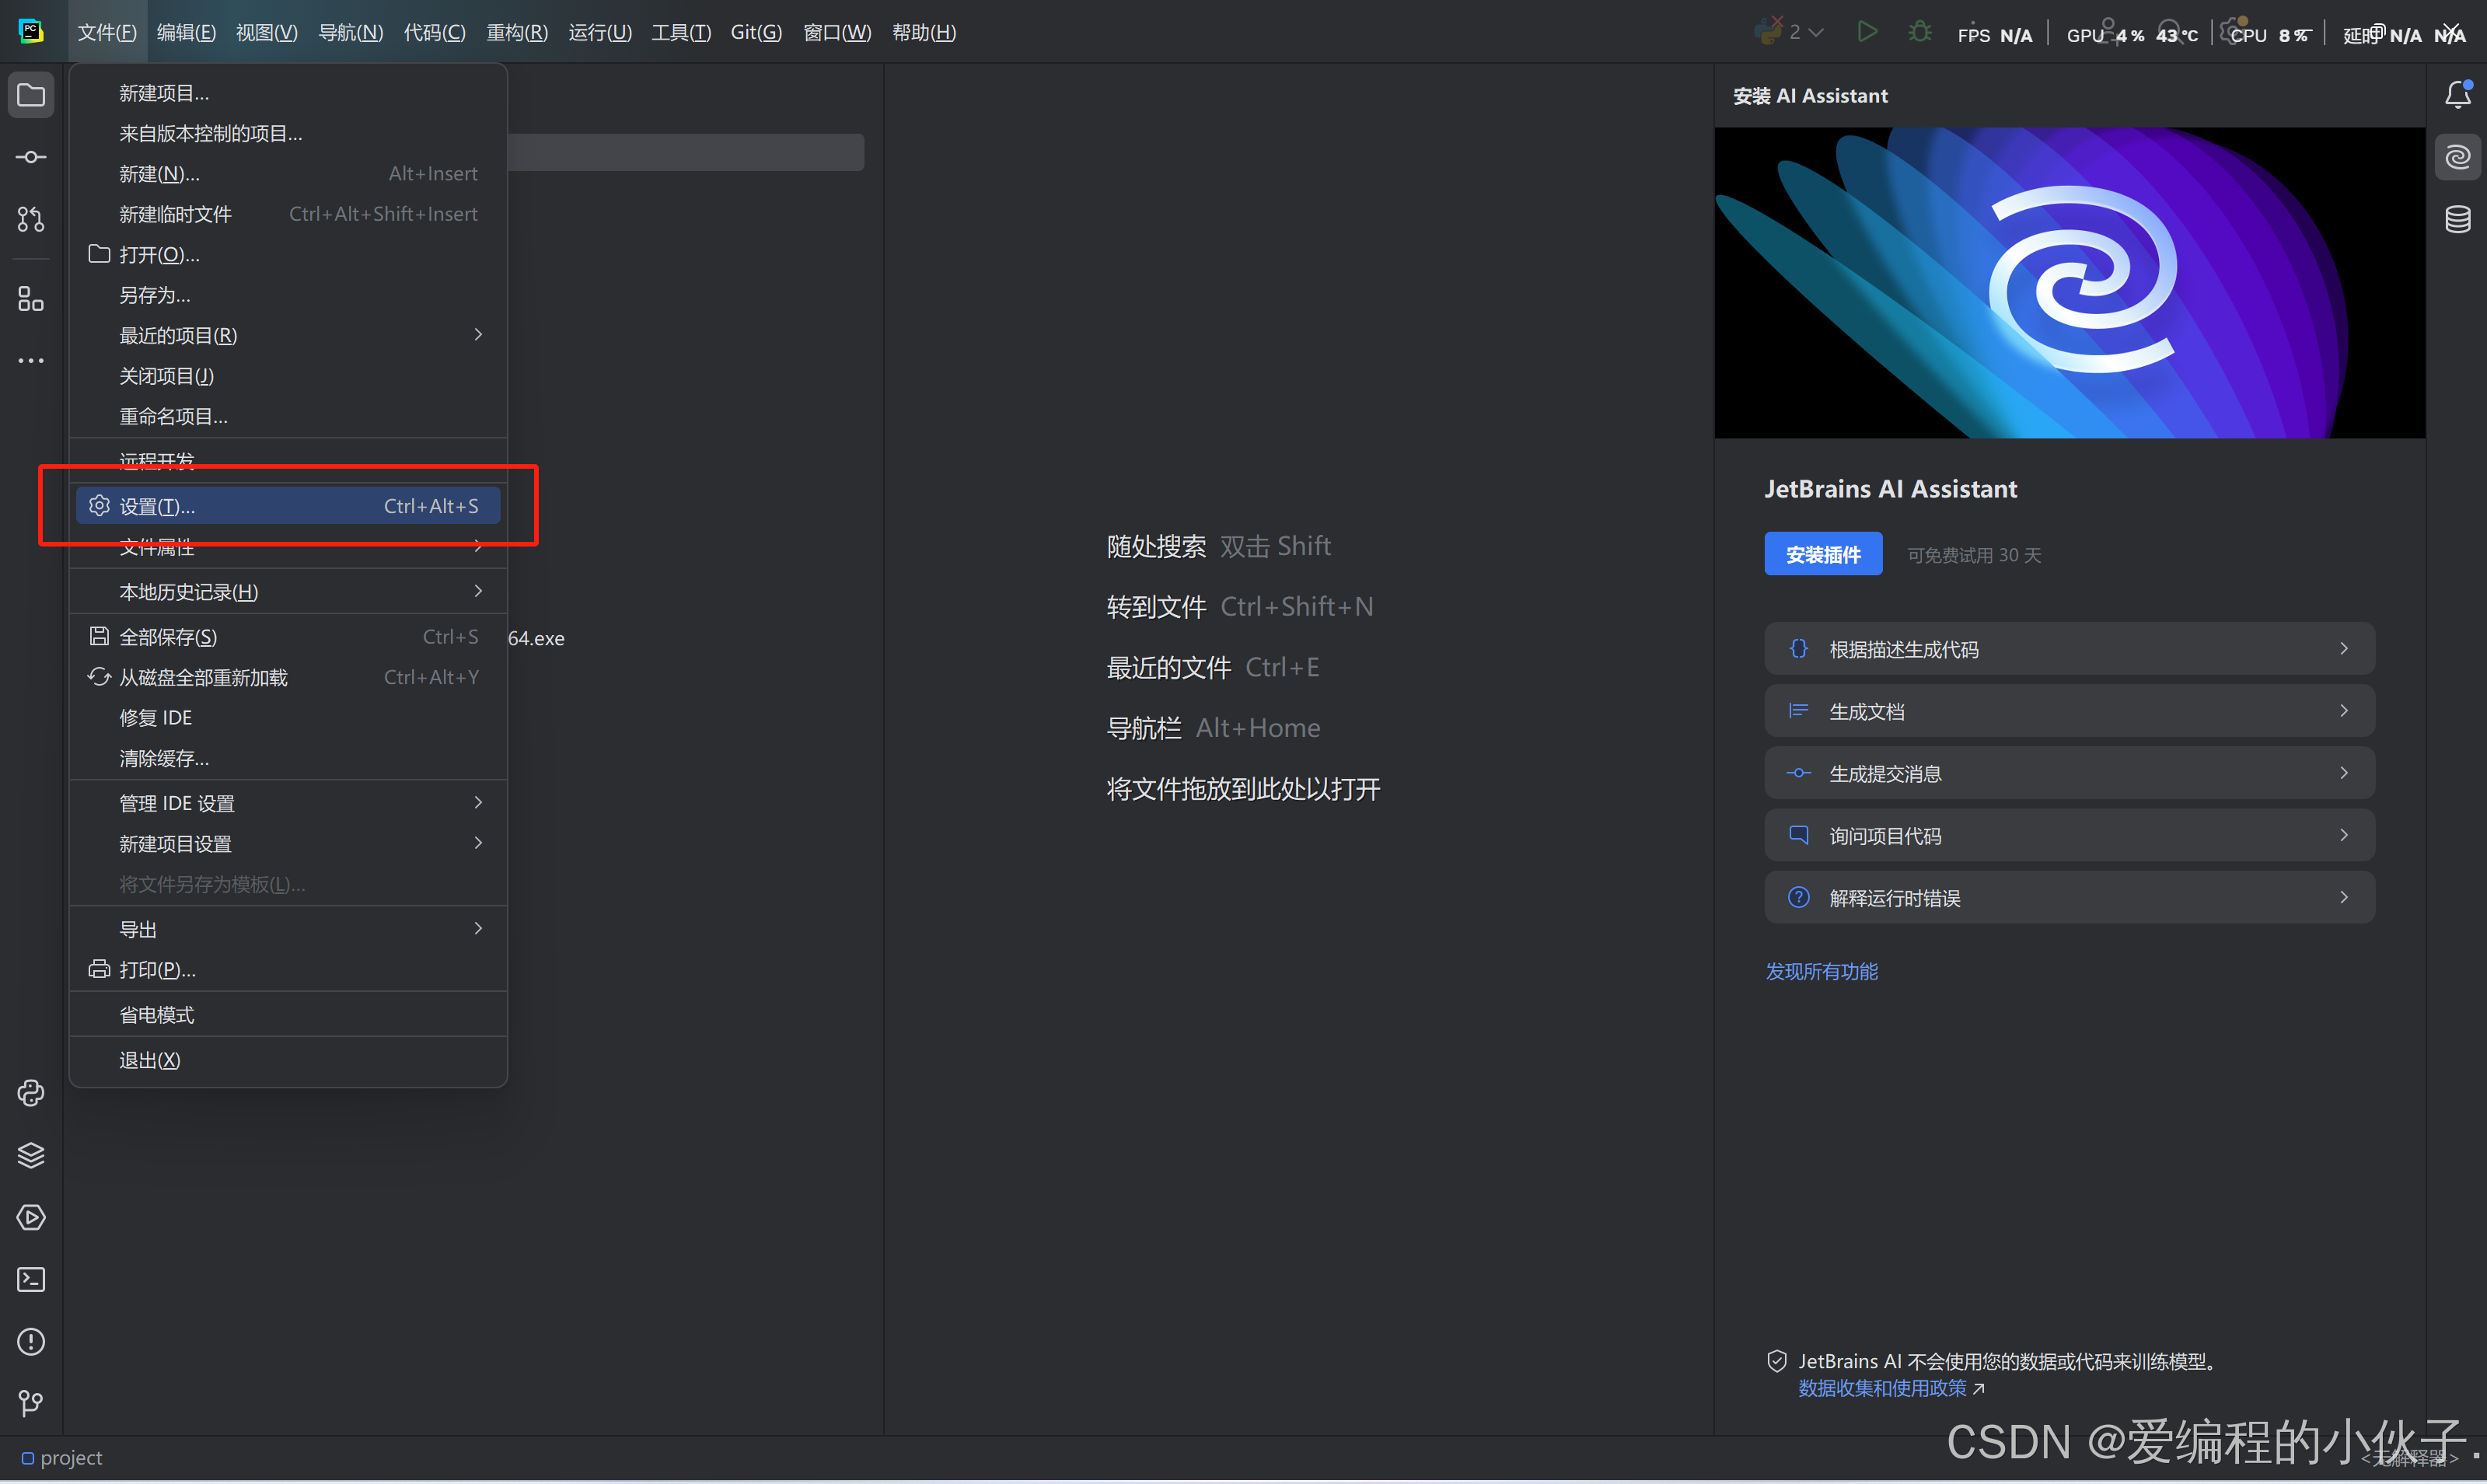 PC
文件(F) 编辑(E) 视图(V) 导航(N) 代码(C) 重构(R) 运行(U) 工具(T) Git(G) 窗口(W) 帮助(H)
2
FPS N/A GPU 4 % 43 °C CPU 8 % 延时 N/A N/A
新建项目...
来自版本控制的项目...
新建(N)... Alt+Insert
新建临时文件 Ctrl+Alt+Shift+Insert
打开(O)...
另存为...
最近的项目(R)
关闭项目(J)
重命名项目...
远程开发
设置(T)... Ctrl+Alt+S
文件属性
本地历史记录(H)
全部保存(S) Ctrl+S
从磁盘全部重新加载 Ctrl+Alt+Y
修复 IDE
清除缓存...
管理 IDE 设置
新建项目设置
将文件另存为模板(L)...
导出
打印(P)...
省电模式
退出(X)
64.exe
随处搜索 双击 Shift
转到文件 Ctrl+Shift+N
最近的文件 Ctrl+E
导航栏 Alt+Home
将文件拖放到此处以打开
安装 AI Assistant
JetBrains AI Assistant
安装插件 可免费试用 30 天
根据描述生成代码
生成文档
生成提交消息
询问项目代码
解释运行时错误
发现所有功能
JetBrains AI 不会使用您的数据或代码来训练模型。
数据收集和使用政策
project
<无解释器>
CSDN @爱编程的小伙子.